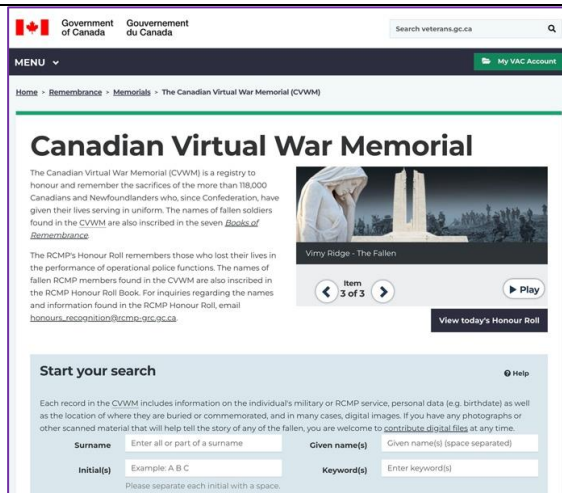 Government of Canada
Gouvernement du Canada
Search veterans.gc.ca
MENU
My VAC Account
Home > Remembrance > Memorials > The Canadian Virtual War Memorial (CVWM)
Canadian Virtual War Memorial
The Canadian Virtual War Memorial (CVWM) is a registry to
honour and remember the sacrifices of the more than 118,000
Canadians and Newfoundlanders who, since Confederation, have
given their lives serving in uniform. The names of fallen soldiers
found in the CVWM are also inscribed in the seven Books of
Remembrance.
The RCMP's Honour Roll remembers those who lost their lives in
the performance of operational police functions. The names of
fallen RCMP members found in the CVWM are also inscribed in
the RCMP Honour Roll Book. For inquiries regarding the names
and information found in the RCMP Honour Roll, email
honours_recognition@rcmp-grc.gc.ca.
Vimy Ridge - The Fallen
Item
3 of 3
Play
View today's Honour Roll
Start your search
Help
Each record in the CVWM includes information on the individual's military or RCMP service, personal data (e.g. birthdate) as well
as the location of where they are buried or commemorated, and in many cases, digital images. If you have any photographs or
other scanned material that will help tell the story of any of the fallen, you are welcome to contribute digital files at any time.
Surname
Enter all or part of a surname
Given name(s)
Given name(s) (space separated)
Initial(s)
Example: A B C
Keyword(s)
Enter keyword(s)
Please separate each initial with a space.